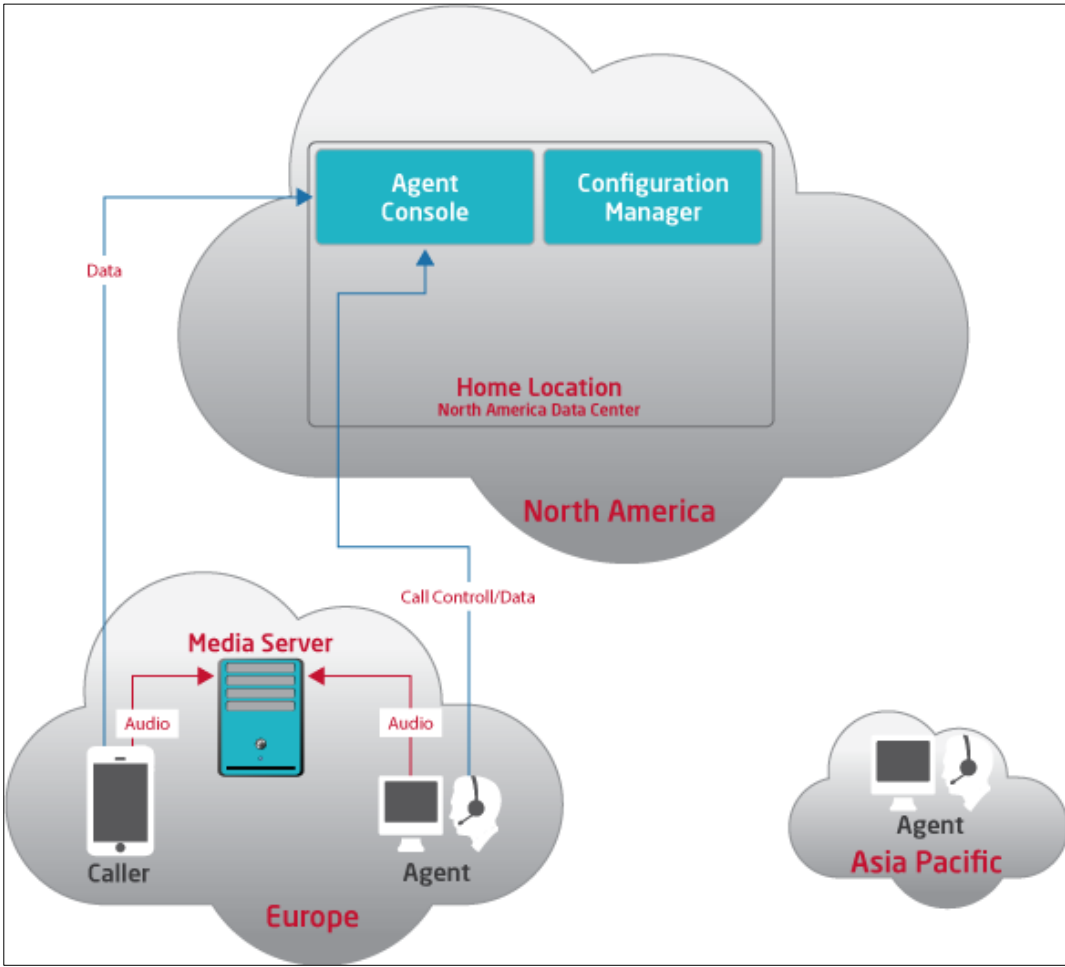 Agent
Console
Configuration
Manager
Data
Home Location
North America Data Center
North America
Call Controll/Data
Media Server
Audio
Audio
Caller
Agent
Europe
Agent
Asia Pacific